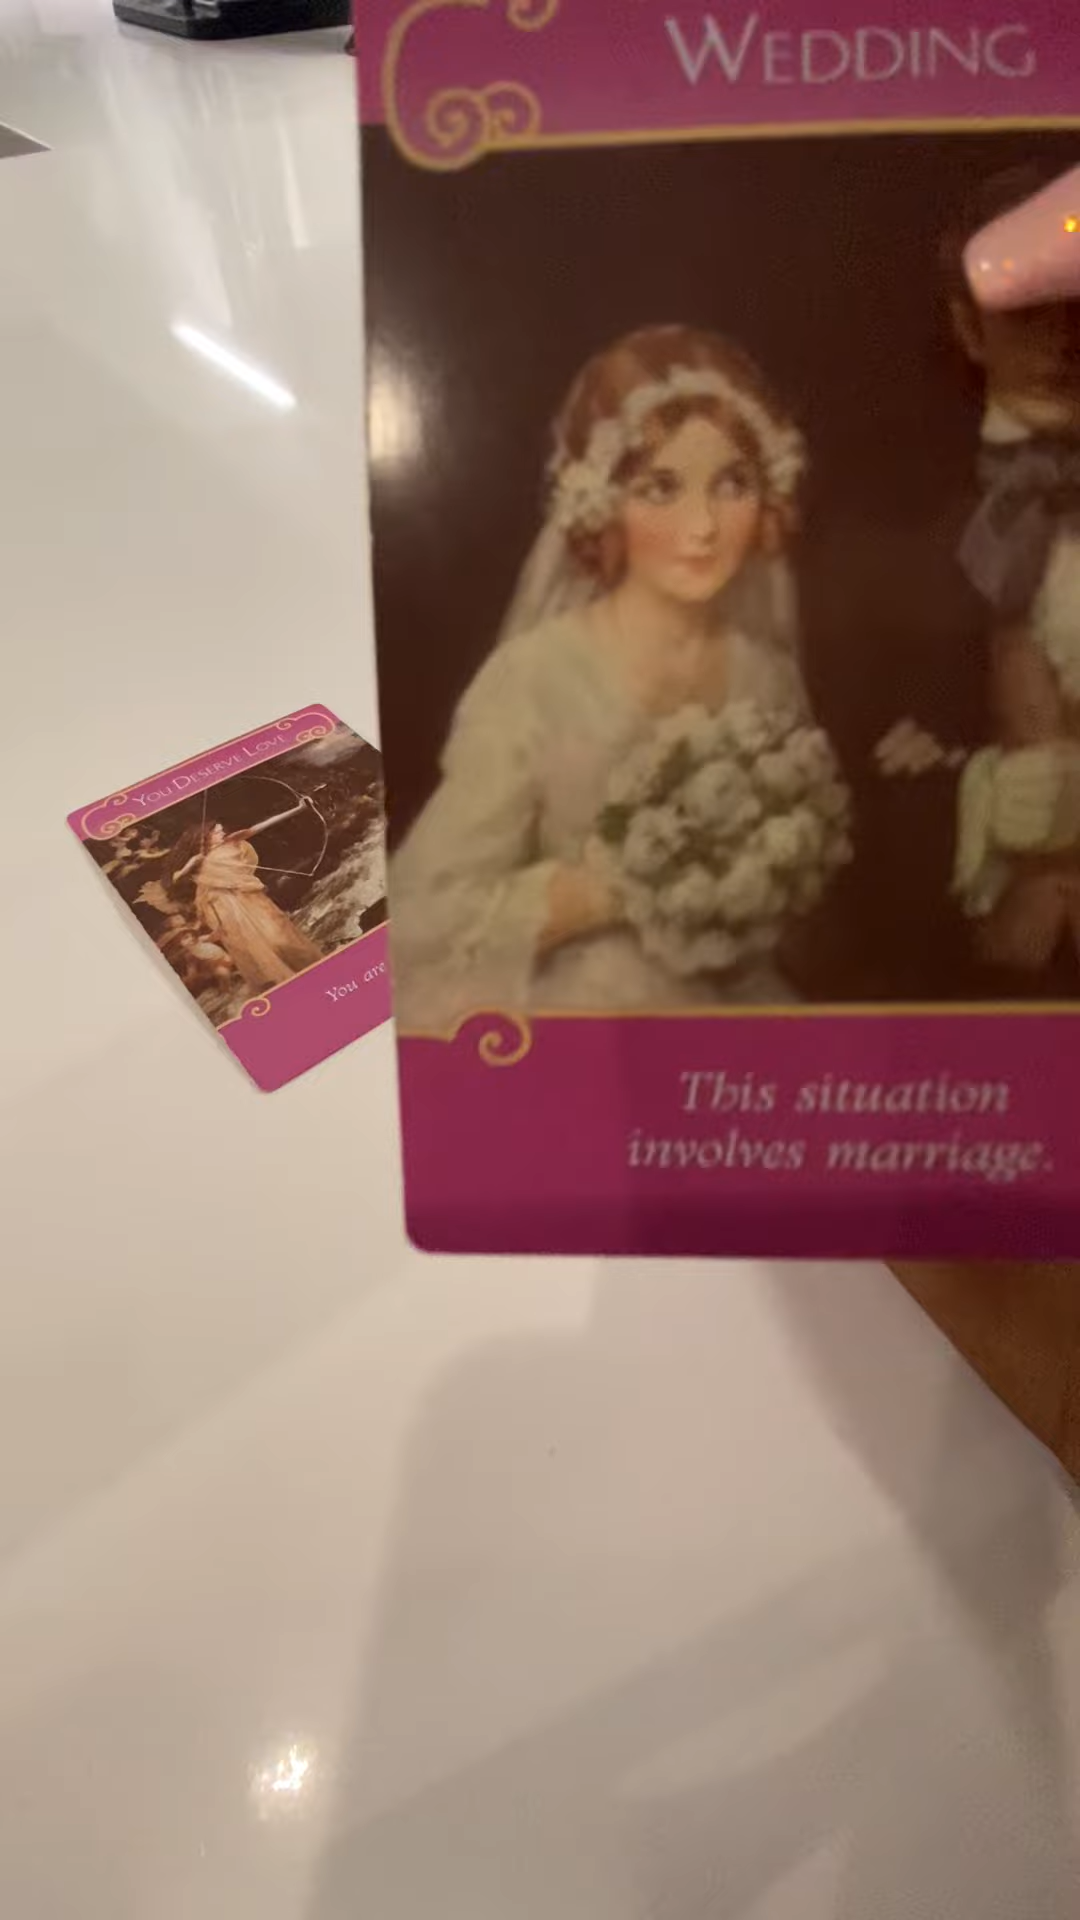 WEDDING
This situation
involves marriage.
YOU DESERVE LOVE
You are